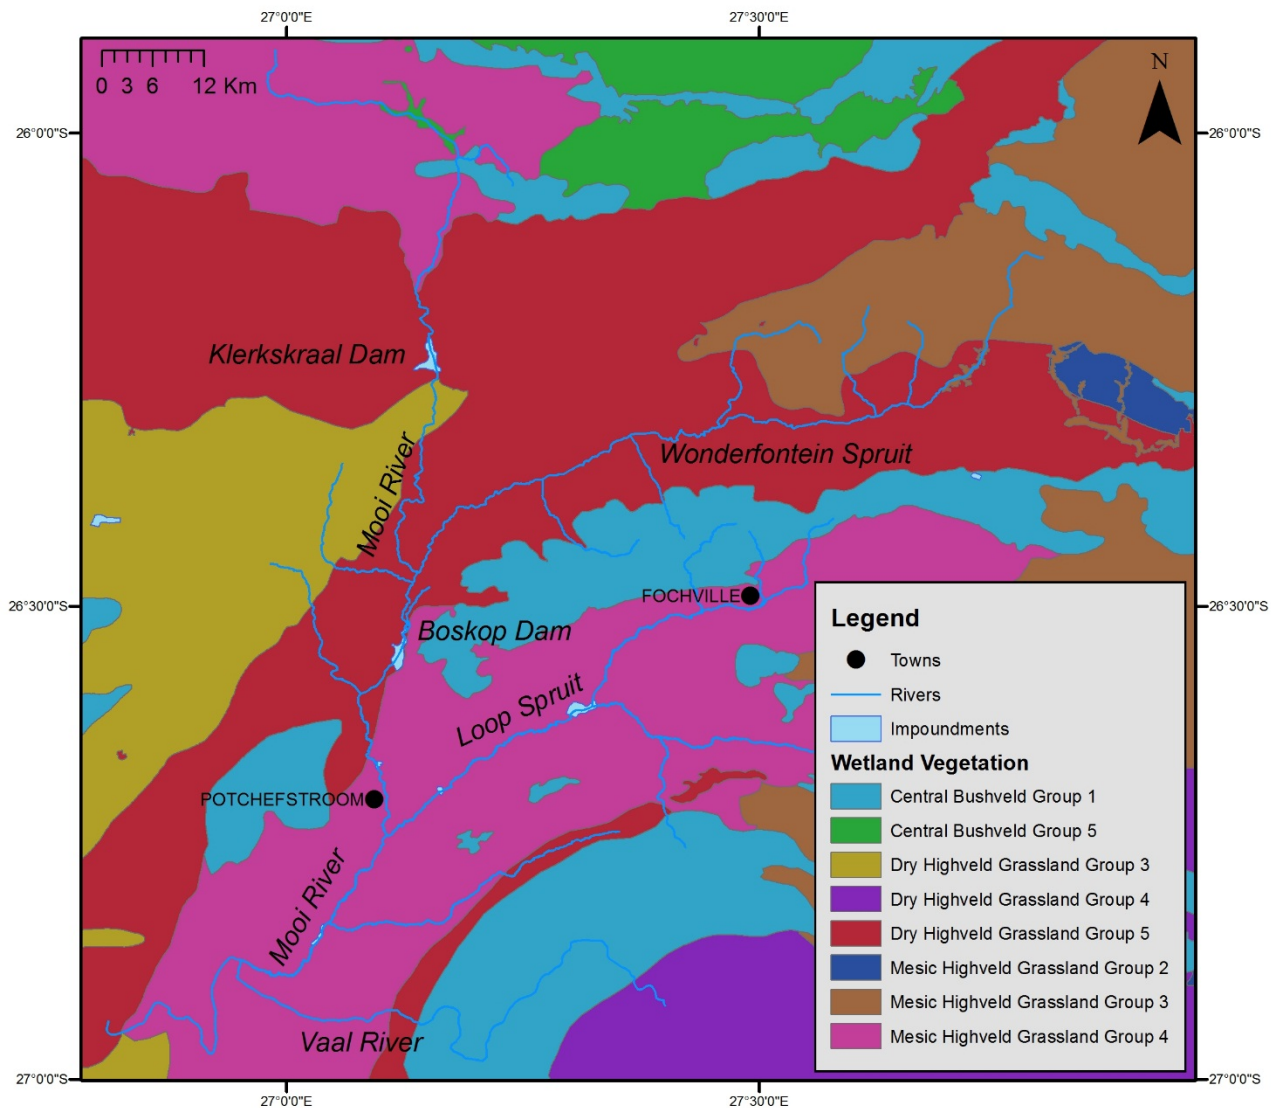 27°0'0"E
27°30'0"E
0 3 6 12 Km
N
26°0'0"S
26°0'0"S
Klerkskraal Dam
Mooi River
Wonderfontein Spruit
FOCHVILLE
26°30'0"S
26°30'0"S
Boskop Dam
Loop Spruit
POTCHEFSTROOM
Mooi River
Vaal River
Legend
Towns
Rivers
Impoundments
Wetland Vegetation
Central Bushveld Group 1
Central Bushveld Group 5
Dry Highveld Grassland Group 3
Dry Highveld Grassland Group 4
Dry Highveld Grassland Group 5
Mesic Highveld Grassland Group 2
Mesic Highveld Grassland Group 3
Mesic Highveld Grassland Group 4
27°0'0"S
27°0'0"S
27°0'0"E
27°30'0"E